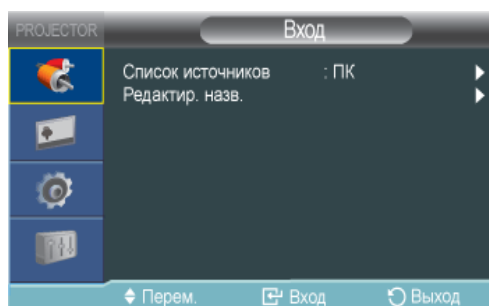 PROJECTOR
Вход
Список источников : ПК
Редактир. назв.
Перем. Вход Выход